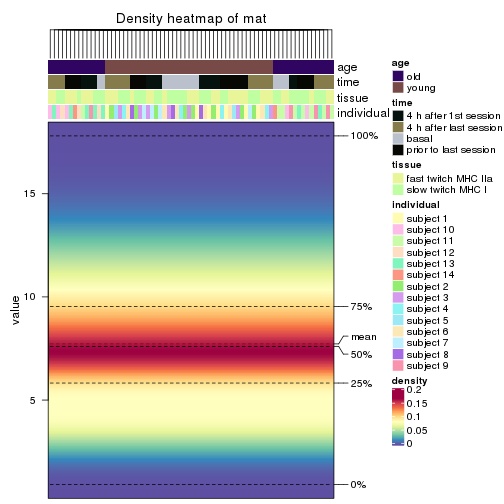 Density heatmap of mat
age
time
tissue
individual
100%
75%
mean
50%
25%
0%
15
10
5
value
age
old
young
time
4 h after 1st session
4 h after last session
basal
prior to last session
tissue
fast twitch MHC IIa
slow twitch MHC I
individual
subject 1
subject 10
subject 11
subject 12
subject 13
subject 14
subject 2
subject 3
subject 4
subject 5
subject 6
subject 7
subject 8
subject 9
density
0.2
0.15
0.1
0.05
0